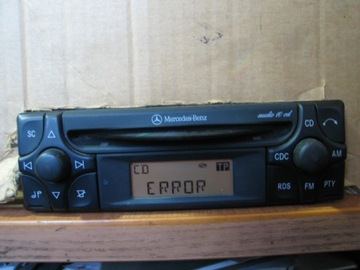 Mercedes-Benz
audio 10 cd
SC
CD
CDC
AM
CD
TP
ERROR
RDS
FM
PTY